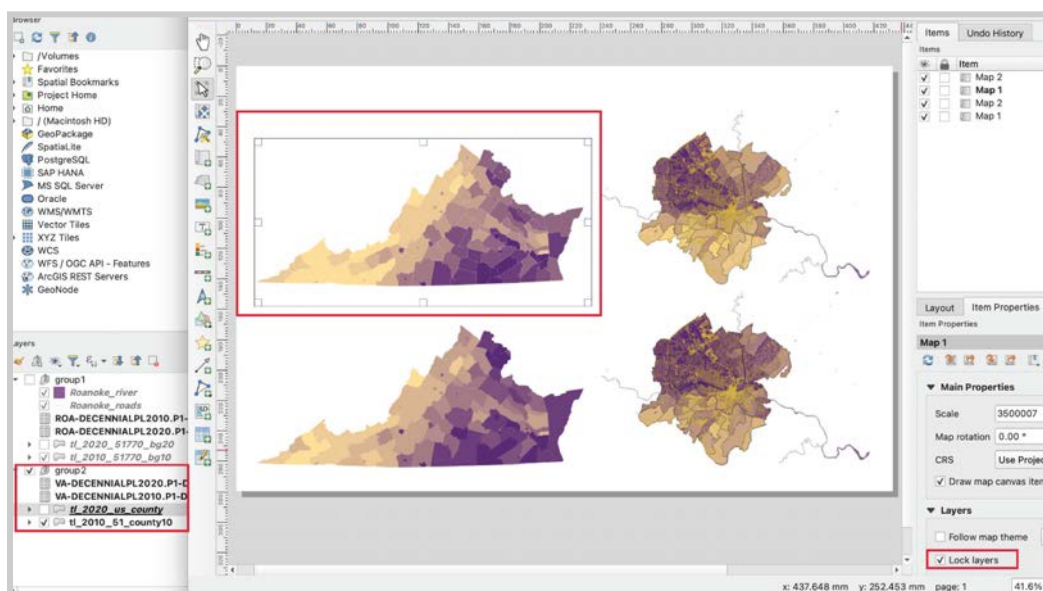 Browser
/Volumes
Favorites
Spatial Bookmarks
Project Home
Home
/ (Macintosh HD)
GeoPackage
SpatiaLite
PostgreSQL
SAP HANA
MS SQL Server
Oracle
WMS/WMTS
Vector Tiles
XYZ Tiles
WCS
WFS / OGC API - Features
ArcGIS REST Servers
GeoNode
ayers
group1
Roanoke_river
Roanoke_roads
ROA-DECENNIALPL2010.P1-
ROA-DECENNIALPL2020.P1-
tl_2020_51770_bg20
tl_2010_51770_bg10
group2
VA-DECENNIALPL2020.P1-D
VA-DECENNIALPL2010.P1-D
tl_2020_us_county
tl_2010_51_county10
Items
Undo History
Items
Item
Map 2
Map 1
Map 2
Map 1
Layout
Item Properties
Item Properties
Map 1
Main Properties
Scale
3500007
Map rotation
0.00 °
CRS
Use Projec
Draw map canvas item
Layers
Follow map theme
Lock layers
x: 437.648 mm y: 252.453 mm page: 1 41.6%